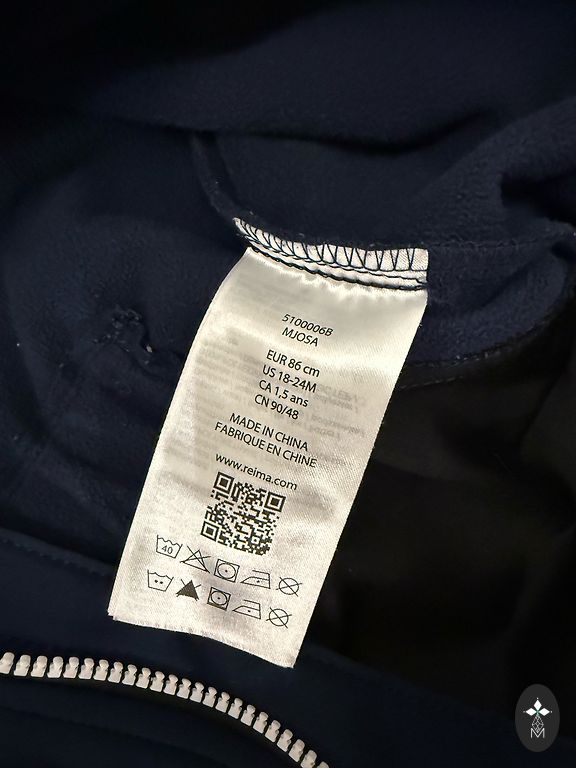 5100006B
MJOSA
EUR 86 cm
US 18-24M
CA 1,5 ans
CN 90/48
MADE IN CHINA
FABRIQUE EN CHINE
www.reima.com
40
M